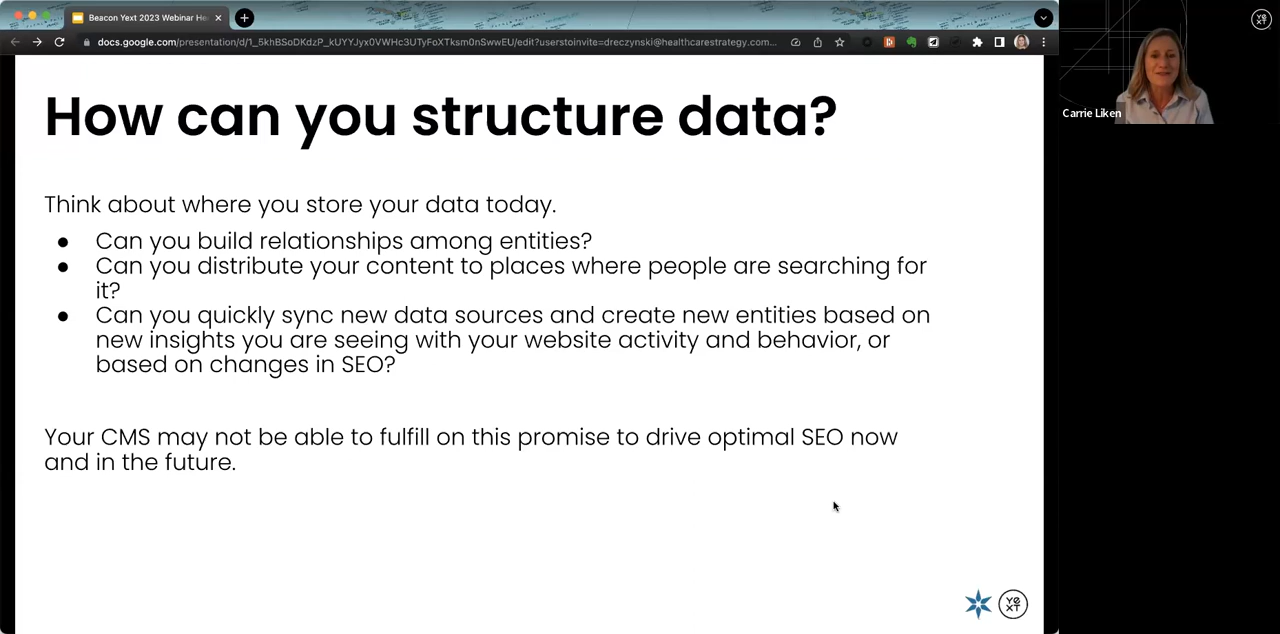 Beacon Yext 2023 Webinar He
docs.google.com/presentation/d/1_5khBSoDKdzP_kUYYJyx0VWHc3UTyFoXTksm0nSwwEU/edit?userstoinvite=dreczynski@healthcarestrategy.com...
How can you structure data?
Think about where you store your data today.
● Can you build relationships among entities?
● Can you distribute your content to places where people are searching for
it?
● Can you quickly sync new data sources and create new entities based on
new insights you are seeing with your website activity and behavior, or
based on changes in SEO?
Your CMS may not be able to fulfill on this promise to drive optimal SEO now
and in the future.
yext
Carrie Liken
yext